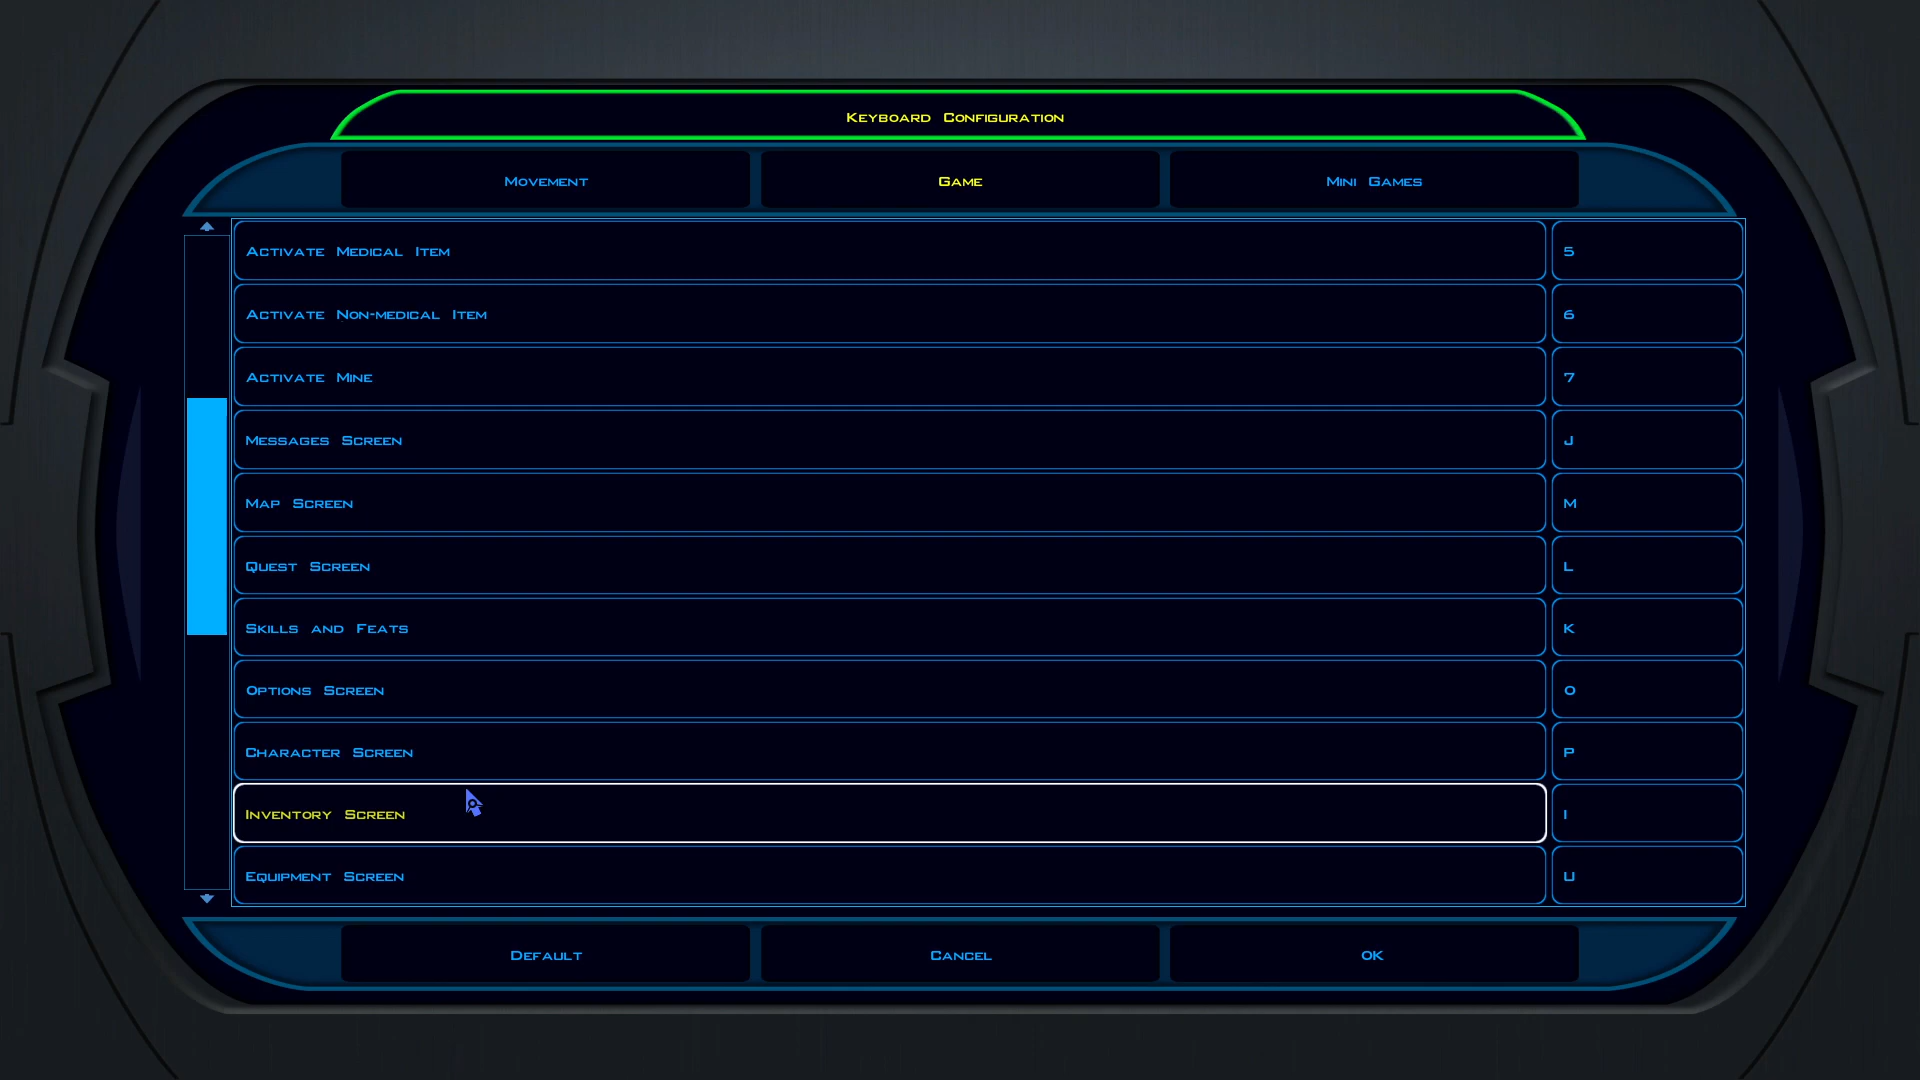 Keyboard Configuration
Movement Game Mini Games
Activate Medical Item 5
Activate Non-medical Item 6
Activate Mine 7
Messages Screen J
Map Screen M
Quest Screen L
Skills and Feats K
Options Screen O
Character Screen P
Inventory Screen I
Equipment Screen U
Default Cancel OK